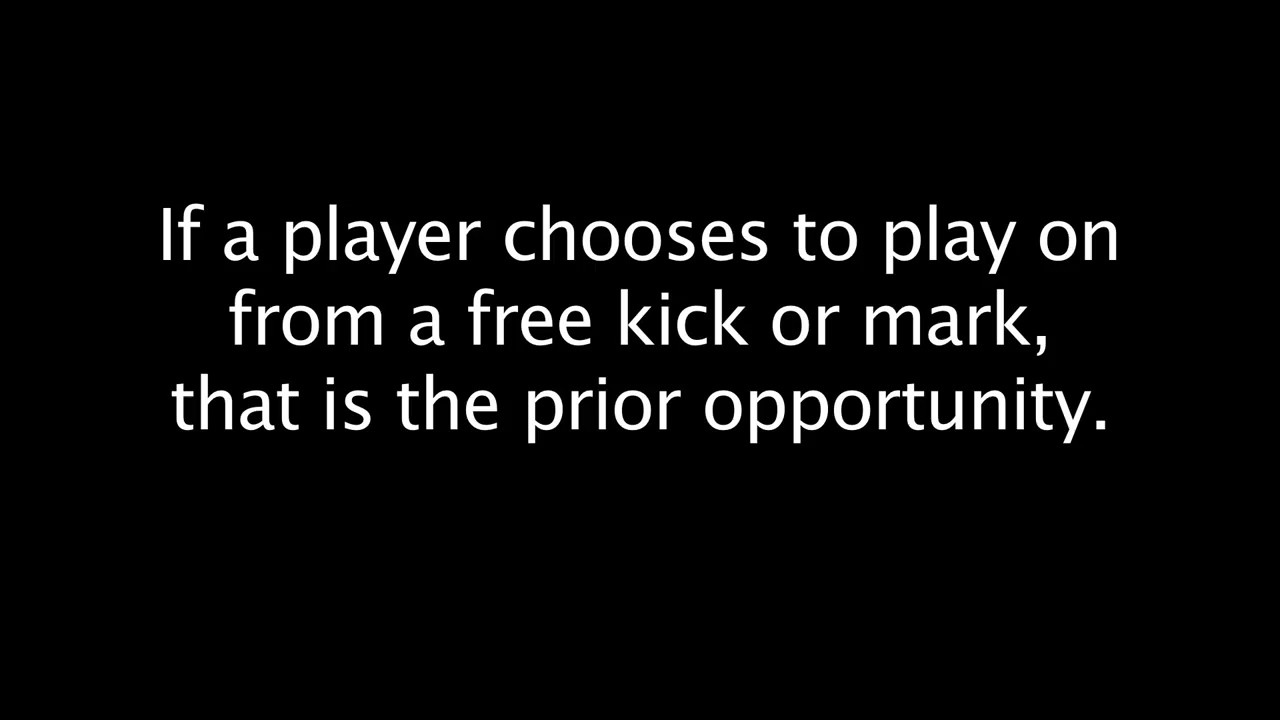 If a player chooses to play on
from a free kick or mark,
that is the prior opportunity.